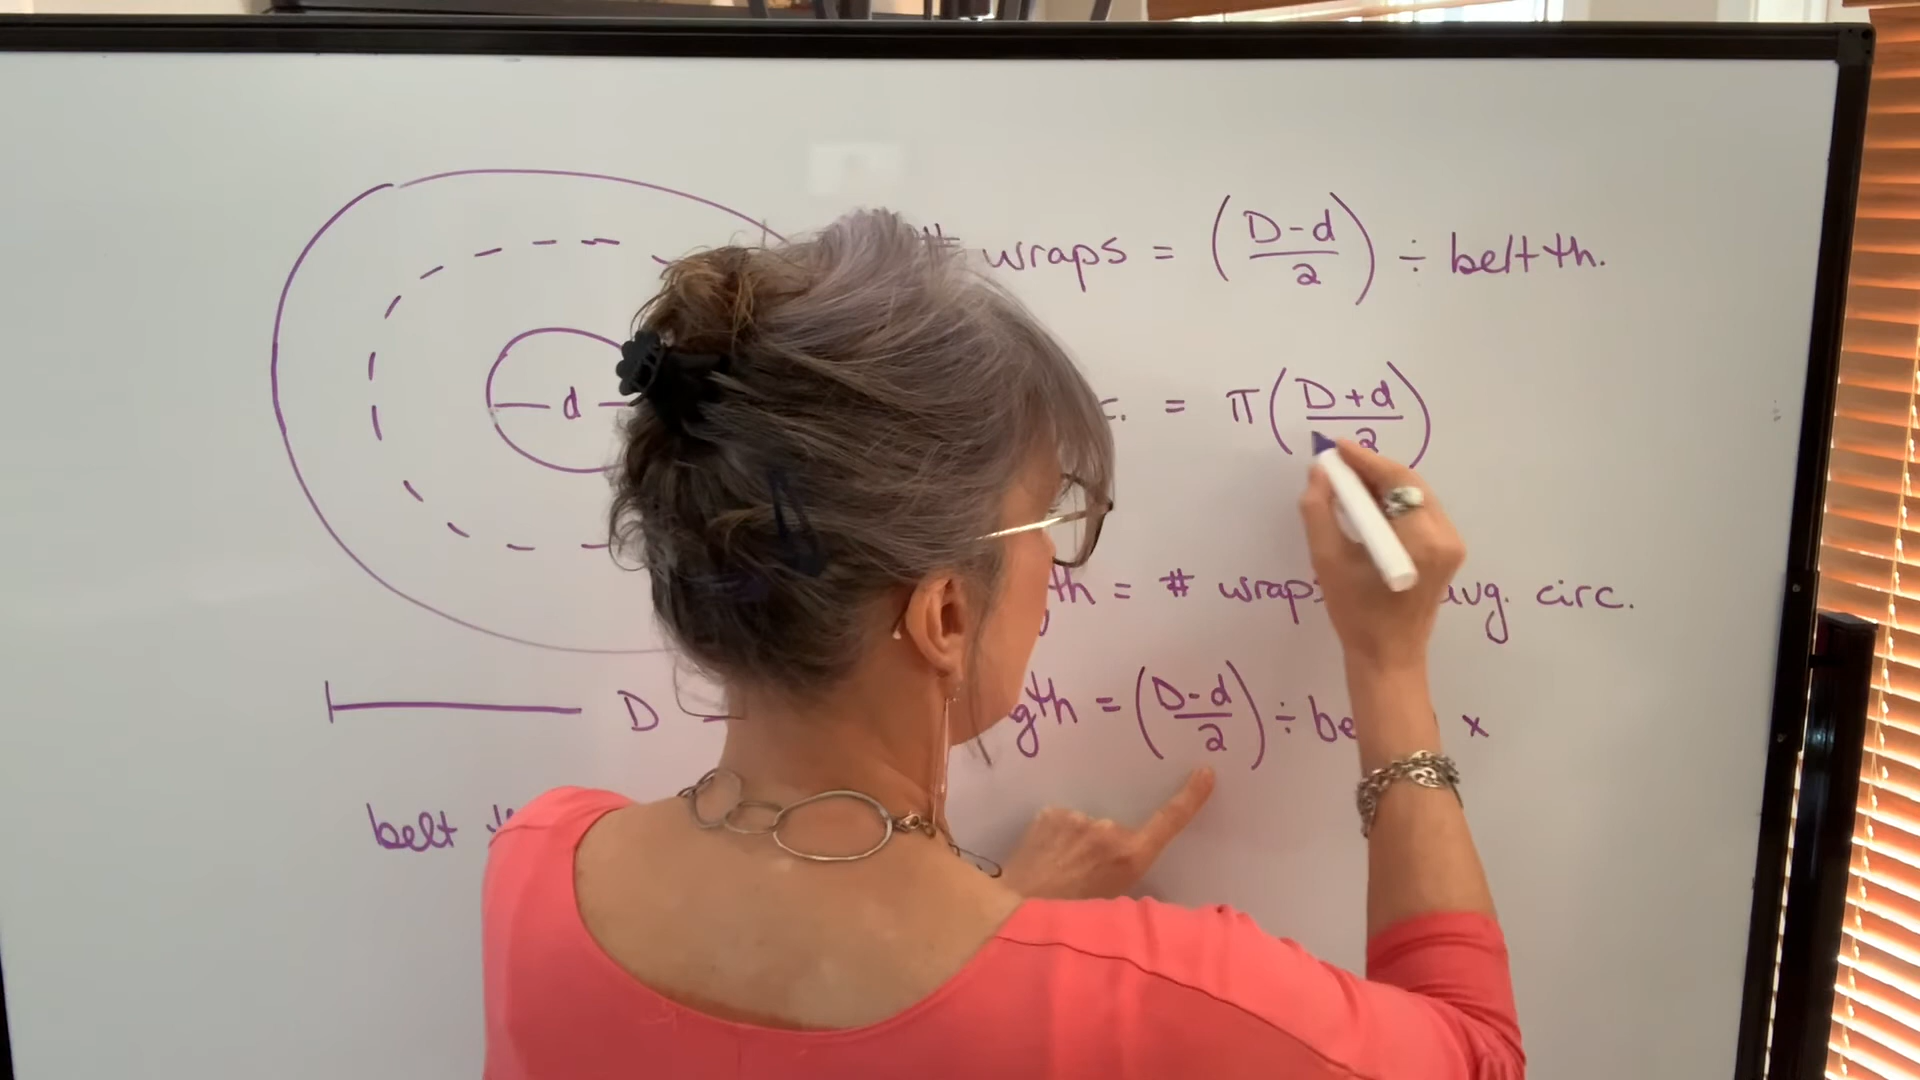 # wraps = (D-d/2) ÷ belt th.
d
c. = π(D+d/2)
th = # wraps avg. circ.
D
gth = (D-d/2) ÷ be x
belt